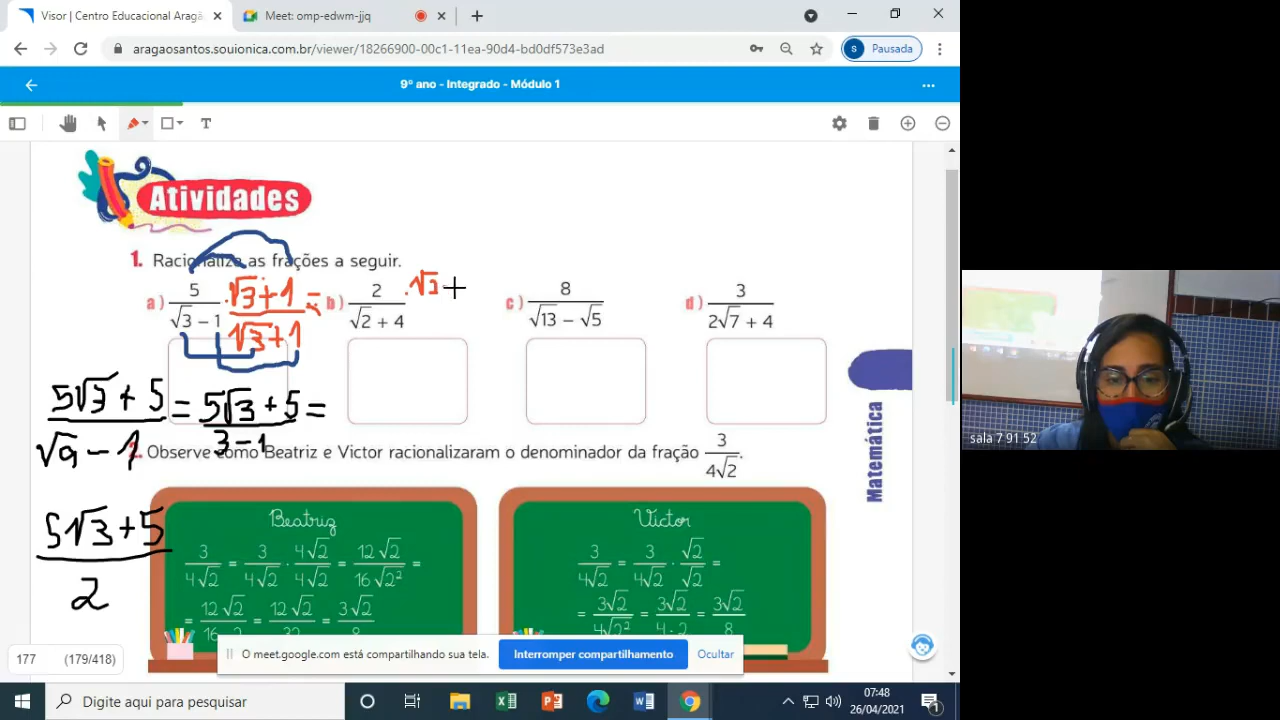 Visor | Centro Educacional Aragã × Meet: omp-edwm-jjq × +
aragaosantos.souionica.com.br/viewer/18266900-00c1-11ea-90d4-bd0df573e3ad
S Pausada
9º ano - Integrado - Módulo 1
T
Atividades
1. Racionalize as frações a seguir.
a) 5/(√3 − 1) · (√3+1)/(√3+1) =
b) 2/(√2 + 4) · √2
c) 8/(√13 − √5)
d) 3/(2√7 + 4)
(5√3 + 5)/(√9 − 1) = (5√3 + 5)/(3 − 1) =
(5√3 + 5)/2
Observe como Beatriz e Victor racionalizaram o denominador da fração 3/(4√2).
Beatriz
3/(4√2) = 3/(4√2) · (4√2)/(4√2) = (12√2)/(16√2²) =
= (12√2)/(16·2) = (12√2)/32 = (3√2)/8
Victor
3/(4√2) = 3/(4√2) · √2/√2 =
= (3√2)/(4√2²) = (3√2)/(4·2) = (3√2)/8
Matemática
sala 7 91 52
177 (179/418)
O meet.google.com está compartilhando sua tela. Interromper compartilhamento Ocultar
Digite aqui para pesquisar
07:48
26/04/2021
1